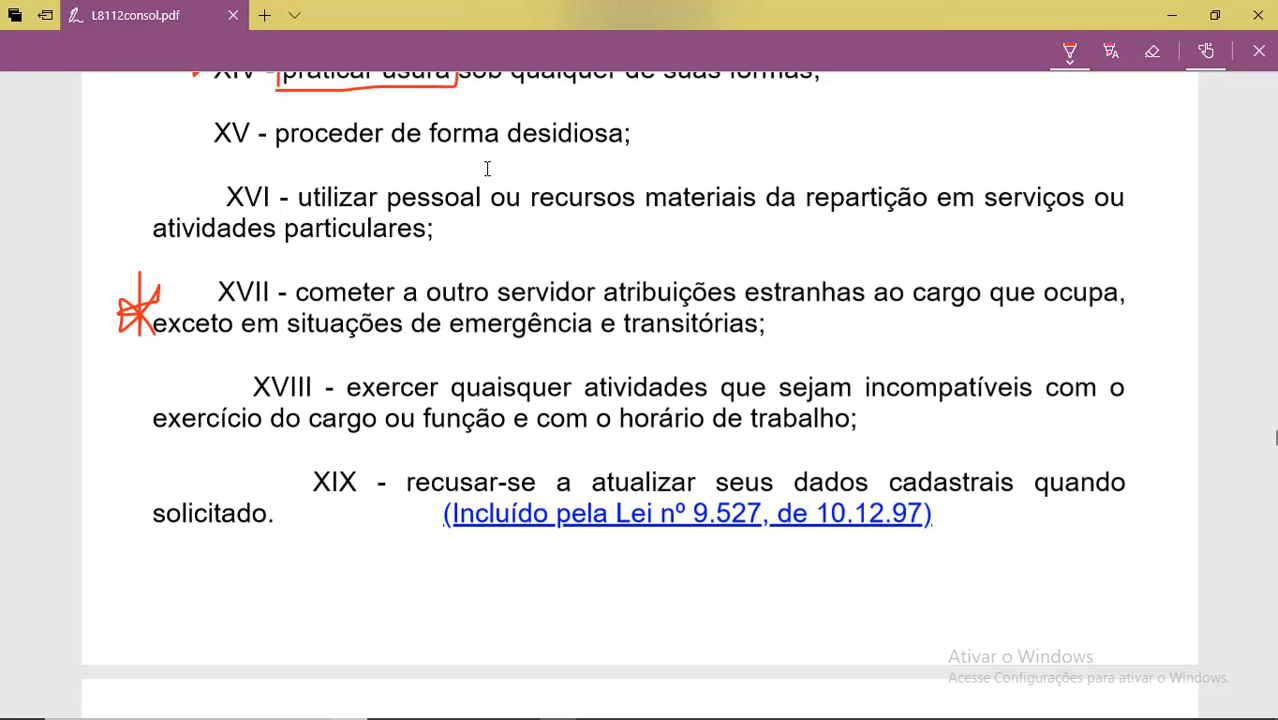 L8112consol.pdf
XIV - praticar usura sob qualquer de suas formas;
XV - proceder de forma desidiosa;
XVI - utilizar pessoal ou recursos materiais da repartição em serviços ou
atividades particulares;
XVII - cometer a outro servidor atribuições estranhas ao cargo que ocupa,
exceto em situações de emergência e transitórias;
XVIII - exercer quaisquer atividades que sejam incompatíveis com o
exercício do cargo ou função e com o horário de trabalho;
XIX - recusar-se a atualizar seus dados cadastrais quando
solicitado. (Incluído pela Lei nº 9.527, de 10.12.97)
Ativar o Windows
Acesse Configurações para ativar o Windows.